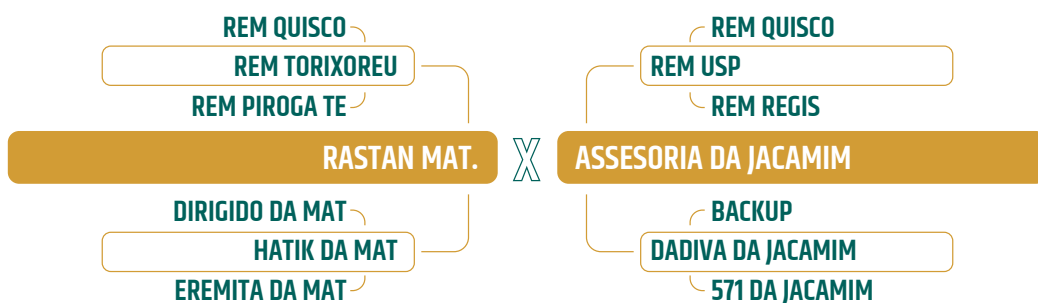 REM QUISCO
REM TORIXOREU
REM PIROGA TE
RASTAN MAT.
DIRIGIDO DA MAT
HATIK DA MAT
EREMITA DA MAT
X
REM QUISCO
REM USP
REM REGIS
ASSESORIA DA JACAMIM
BACKUP
DADIVA DA JACAMIM
571 DA JACAMIM